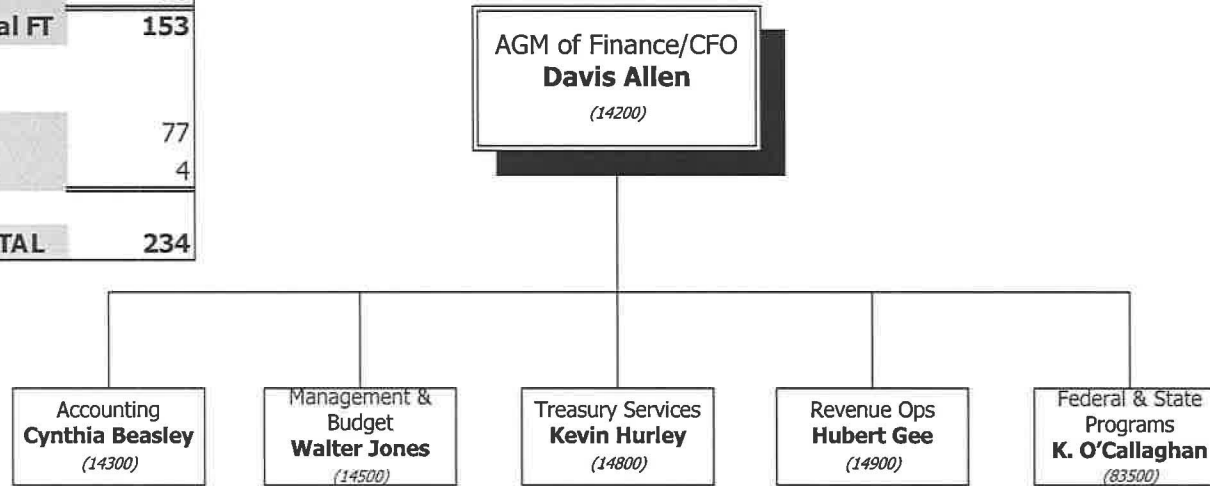 al FT 153
77
4
TAL 234
AGM of Finance/CFO
Davis Allen
(14200)
Accounting
Cynthia Beasley
(14300)
Management &
Budget
Walter Jones
(14500)
Treasury Services
Kevin Hurley
(14800)
Revenue Ops
Hubert Gee
(14900)
Federal & State
Programs
K. O'Callaghan
(83500)